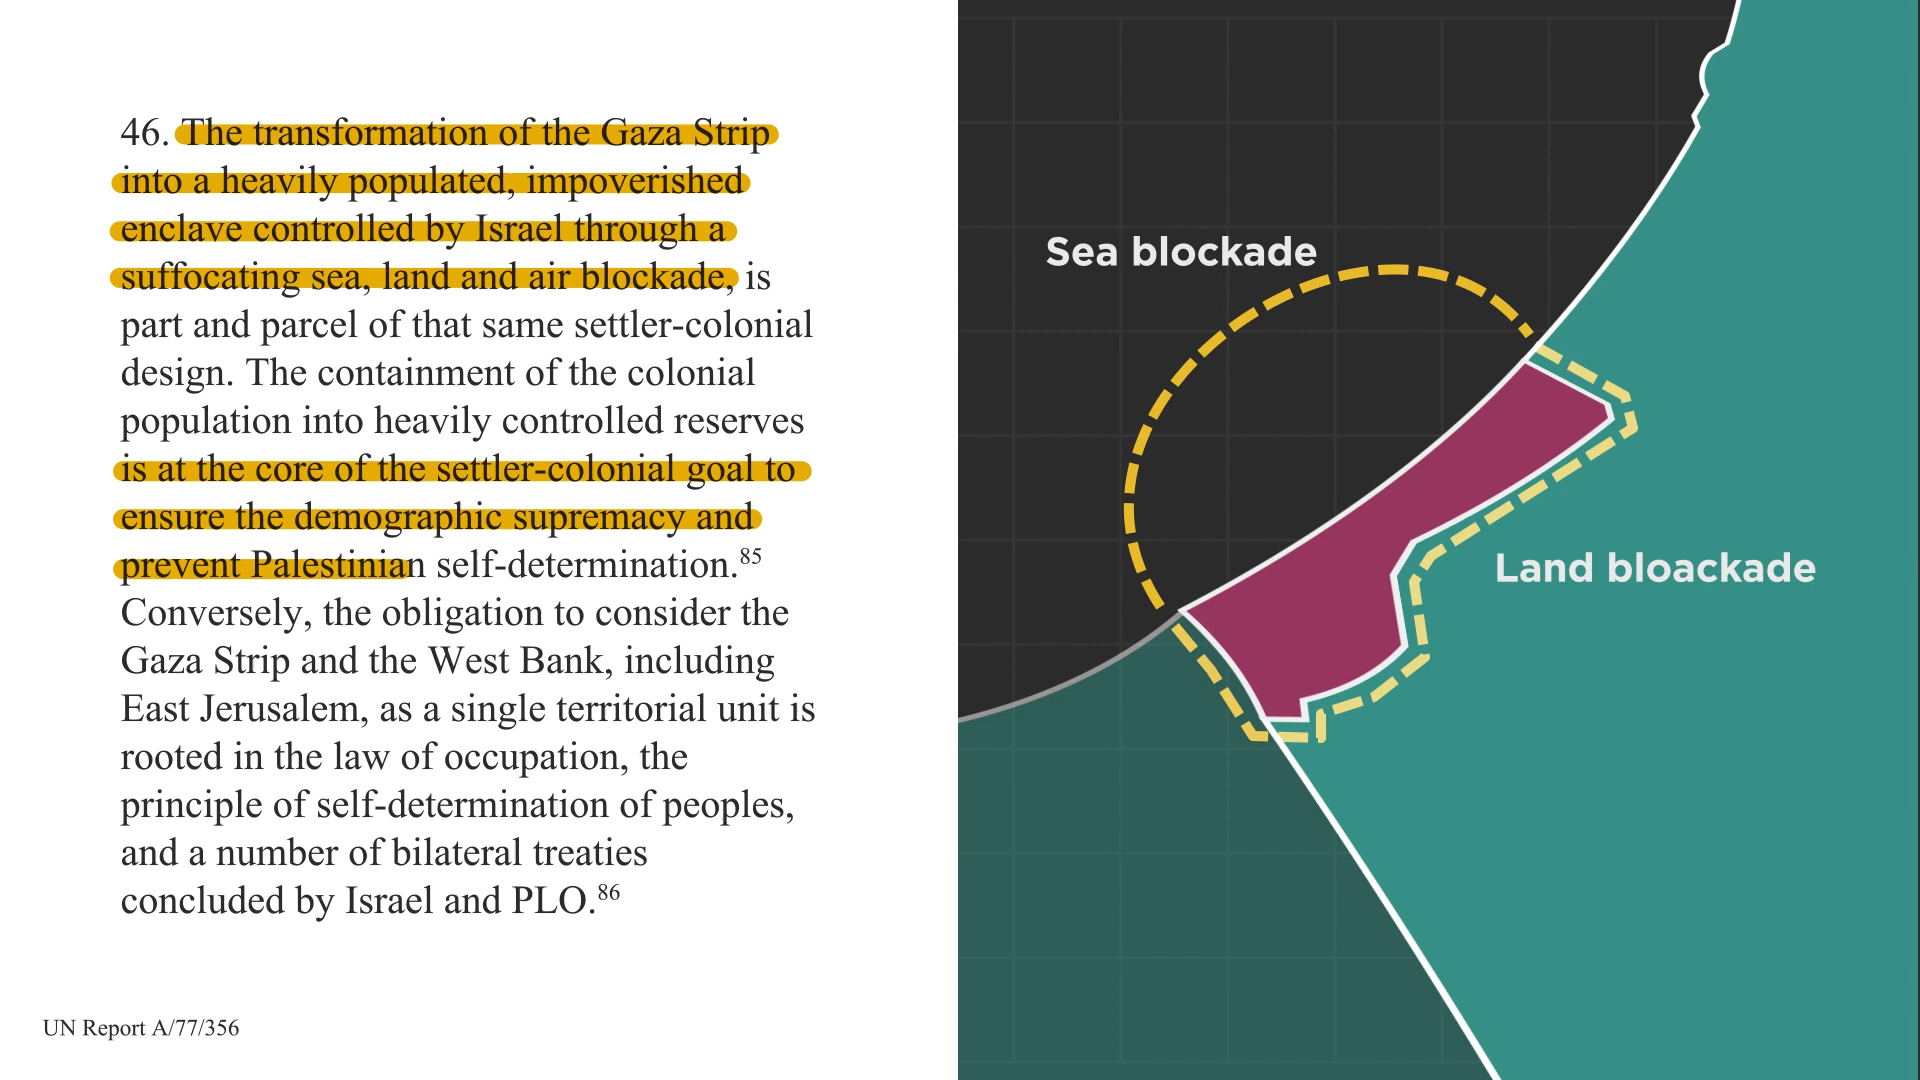 46. The transformation of the Gaza Strip
into a heavily populated, impoverished
enclave controlled by Israel through a
suffocating sea, land and air blockade, is
part and parcel of that same settler-colonial
design. The containment of the colonial
population into heavily controlled reserves
is at the core of the settler-colonial goal to
ensure the demographic supremacy and
prevent Palestinian self-determination.⁸⁵
Conversely, the obligation to consider the
Gaza Strip and the West Bank, including
East Jerusalem, as a single territorial unit is
rooted in the law of occupation, the
principle of self-determination of peoples,
and a number of bilateral treaties
concluded by Israel and PLO.⁸⁶
UN Report A/77/356
Sea blockade
Land bloackade